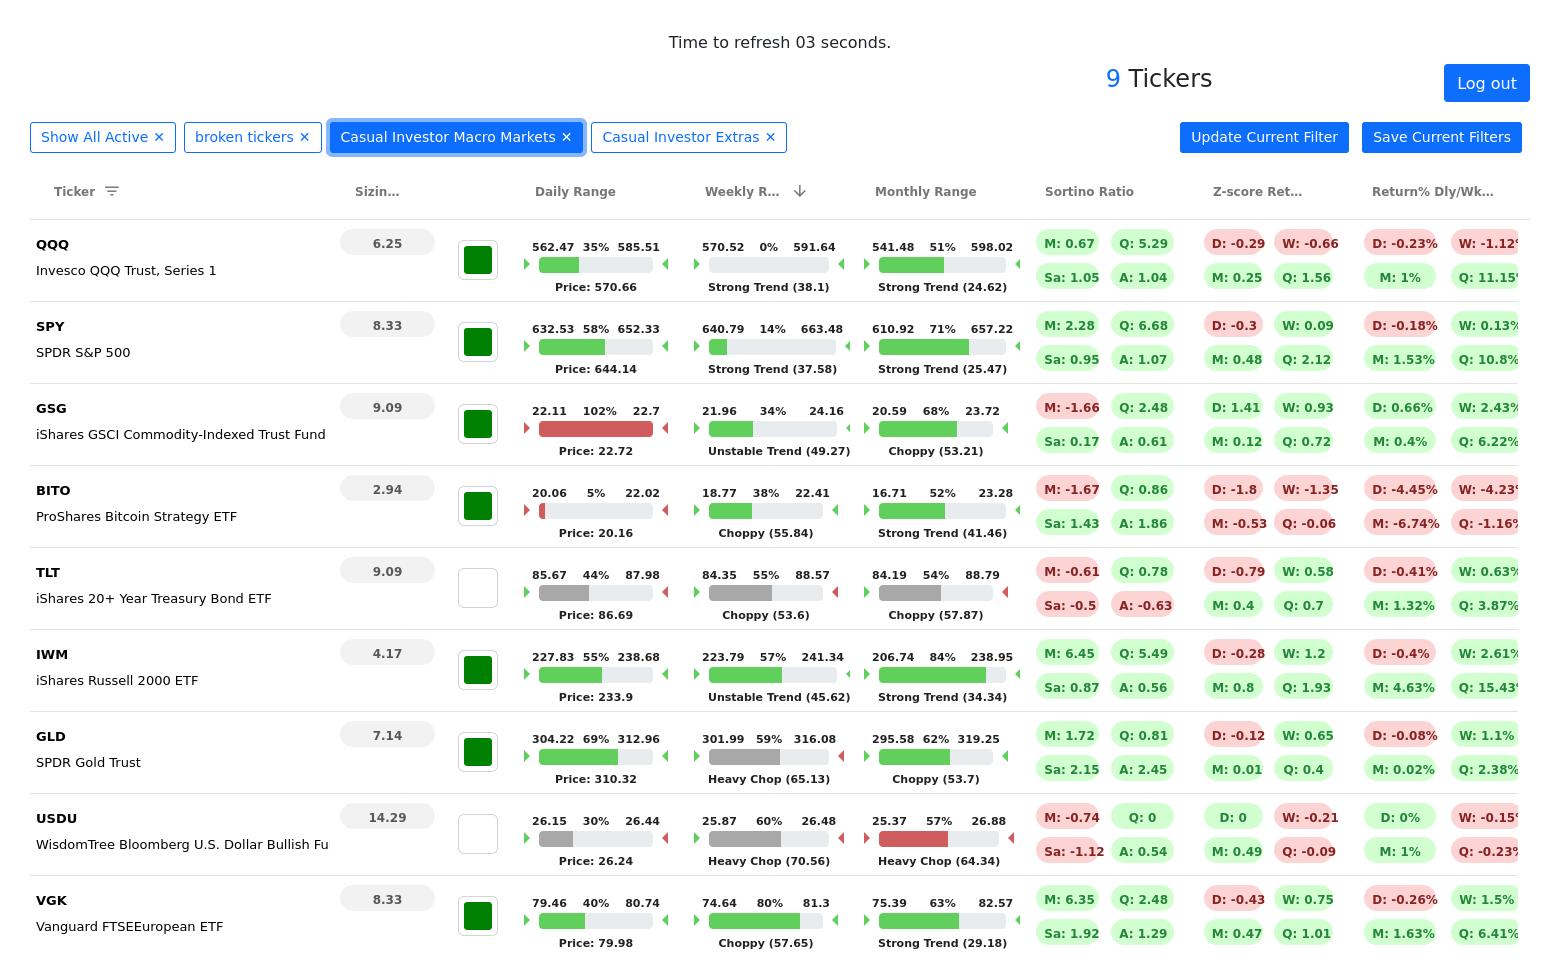 Time to refresh 03 seconds.
9 Tickers
Log out
Show All Active ✕ broken tickers ✕ Casual Investor Macro Markets ✕ Casual Investor Extras ✕ Update Current Filter Save Current Filters
Ticker Sizin... Daily Range Weekly R... Monthly Range Sortino Ratio Z-score Ret... Return% Dly/Wk...
QQQ 6.25 562.47 35% 585.51 570.52 0% 591.64 541.48 51% 598.02 M: 0.67 Q: 5.29 D: -0.29 W: -0.66 D: -0.23% W: -1.12%
Invesco QQQ Trust, Series 1 Price: 570.66 Strong Trend (38.1) Strong Trend (24.62) Sa: 1.05 A: 1.04 M: 0.25 Q: 1.56 M: 1% Q: 11.15%
SPY 8.33 632.53 58% 652.33 640.79 14% 663.48 610.92 71% 657.22 M: 2.28 Q: 6.68 D: -0.3 W: 0.09 D: -0.18% W: 0.13%
SPDR S&P 500 Price: 644.14 Strong Trend (37.58) Strong Trend (25.47) Sa: 0.95 A: 1.07 M: 0.48 Q: 2.12 M: 1.53% Q: 10.8%
GSG 9.09 22.11 102% 22.7 21.96 34% 24.16 20.59 68% 23.72 M: -1.66 Q: 2.48 D: 1.41 W: 0.93 D: 0.66% W: 2.43%
iShares GSCI Commodity-Indexed Trust Fund Price: 22.72 Unstable Trend (49.27) Choppy (53.21) Sa: 0.17 A: 0.61 M: 0.12 Q: 0.72 M: 0.4% Q: 6.22%
BITO 2.94 20.06 5% 22.02 18.77 38% 22.41 16.71 52% 23.28 M: -1.67 Q: 0.86 D: -1.8 W: -1.35 D: -4.45% W: -4.23%
ProShares Bitcoin Strategy ETF Price: 20.16 Choppy (55.84) Strong Trend (41.46) Sa: 1.43 A: 1.86 M: -0.53 Q: -0.06 M: -6.74% Q: -1.16%
TLT 9.09 85.67 44% 87.98 84.35 55% 88.57 84.19 54% 88.79 M: -0.61 Q: 0.78 D: -0.79 W: 0.58 D: -0.41% W: 0.63%
iShares 20+ Year Treasury Bond ETF Price: 86.69 Choppy (53.6) Choppy (57.87) Sa: -0.5 A: -0.63 M: 0.4 Q: 0.7 M: 1.32% Q: 3.87%
IWM 4.17 227.83 55% 238.68 223.79 57% 241.34 206.74 84% 238.95 M: 6.45 Q: 5.49 D: -0.28 W: 1.2 D: -0.4% W: 2.61%
iShares Russell 2000 ETF Price: 233.9 Unstable Trend (45.62) Strong Trend (34.34) Sa: 0.87 A: 0.56 M: 0.8 Q: 1.93 M: 4.63% Q: 15.43%
GLD 7.14 304.22 69% 312.96 301.99 59% 316.08 295.58 62% 319.25 M: 1.72 Q: 0.81 D: -0.12 W: 0.65 D: -0.08% W: 1.1%
SPDR Gold Trust Price: 310.32 Heavy Chop (65.13) Choppy (53.7) Sa: 2.15 A: 2.45 M: 0.01 Q: 0.4 M: 0.02% Q: 2.38%
USDU 14.29 26.15 30% 26.44 25.87 60% 26.48 25.37 57% 26.88 M: -0.74 Q: 0 D: 0 W: -0.21 D: 0% W: -0.15%
WisdomTree Bloomberg U.S. Dollar Bullish Fu Price: 26.24 Heavy Chop (70.56) Heavy Chop (64.34) Sa: -1.12 A: 0.54 M: 0.49 Q: -0.09 M: 1% Q: -0.23%
VGK 8.33 79.46 40% 80.74 74.64 80% 81.3 75.39 63% 82.57 M: 6.35 Q: 2.48 D: -0.43 W: 0.75 D: -0.26% W: 1.5%
Vanguard FTSEEuropean ETF Price: 79.98 Choppy (57.65) Strong Trend (29.18) Sa: 1.92 A: 1.29 M: 0.47 Q: 1.01 M: 1.63% Q: 6.41%